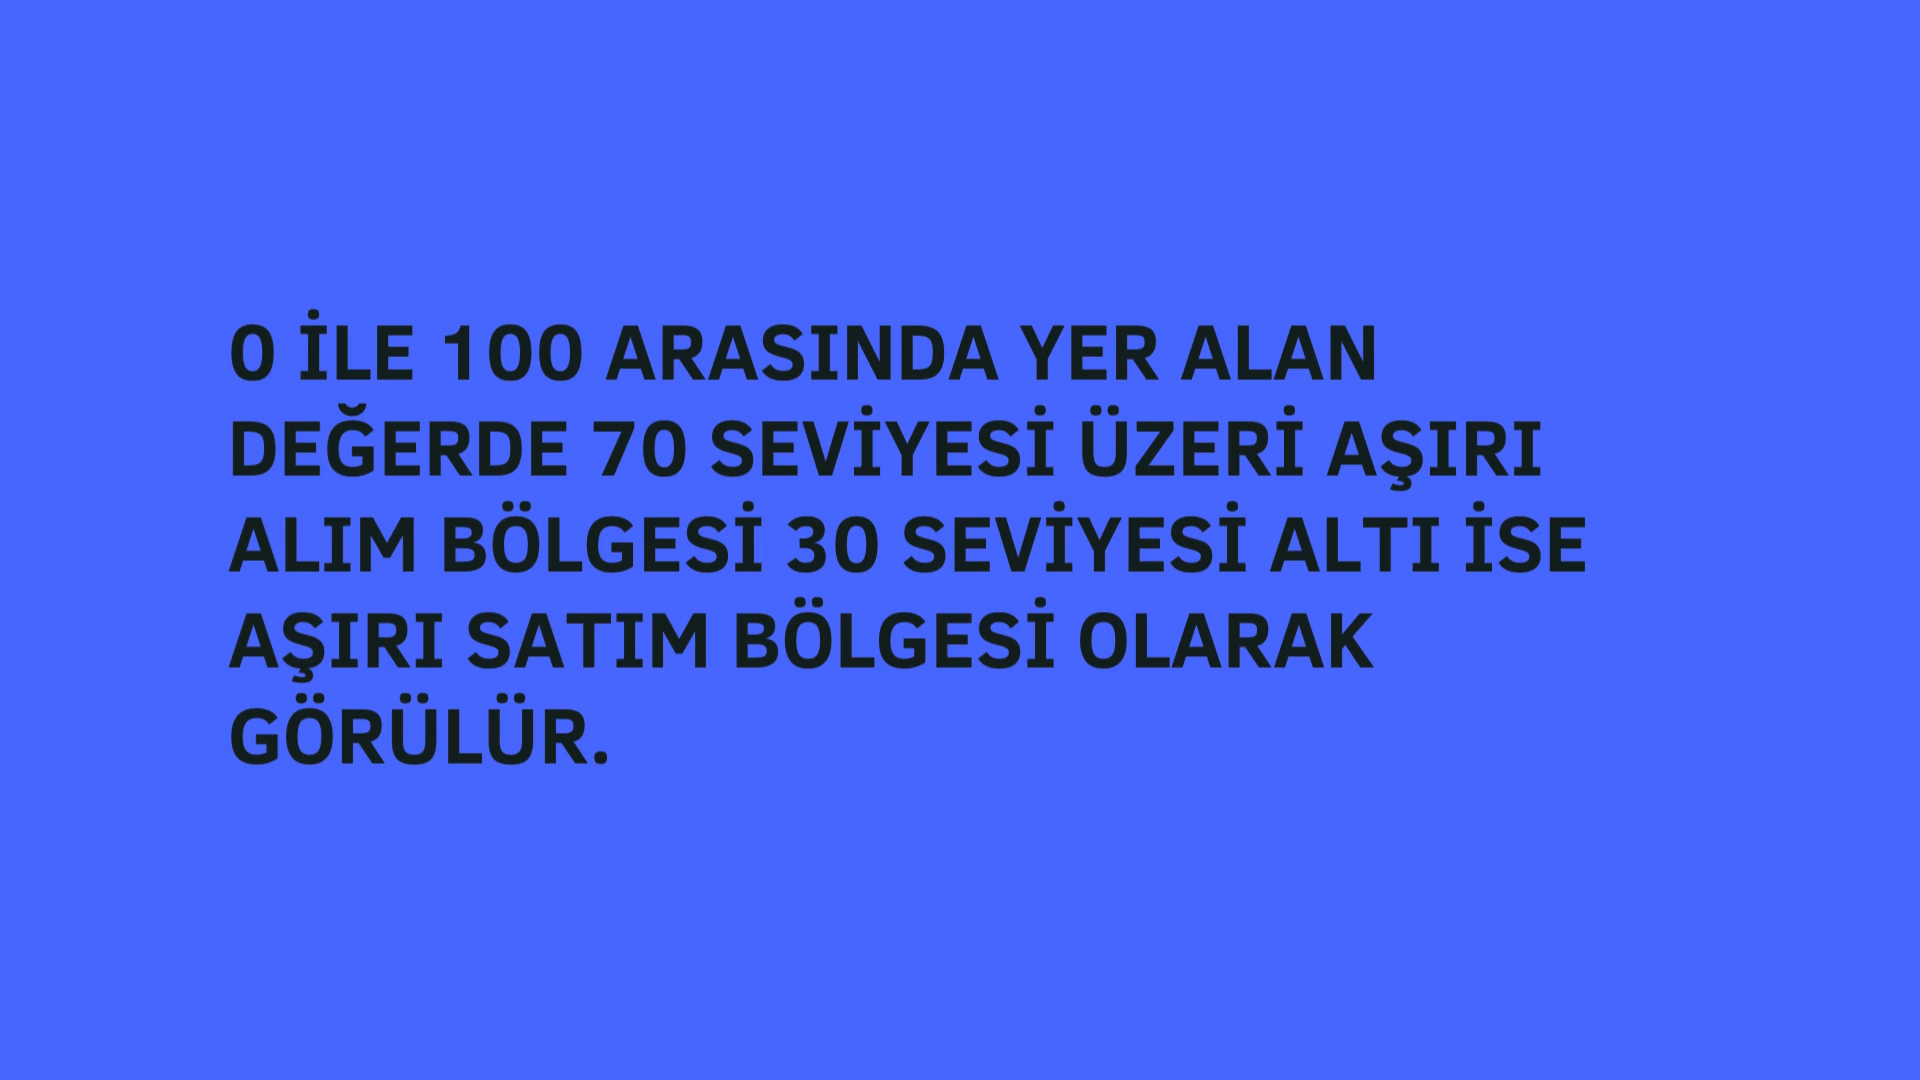 0 İLE 100 ARASINDA YER ALAN
DEĞERDE 70 SEVİYESİ ÜZERİ AŞIRI
ALIM BÖLGESİ 30 SEVİYESİ ALTI İSE
AŞIRI SATIM BÖLGESİ OLARAK
GÖRÜLÜR.